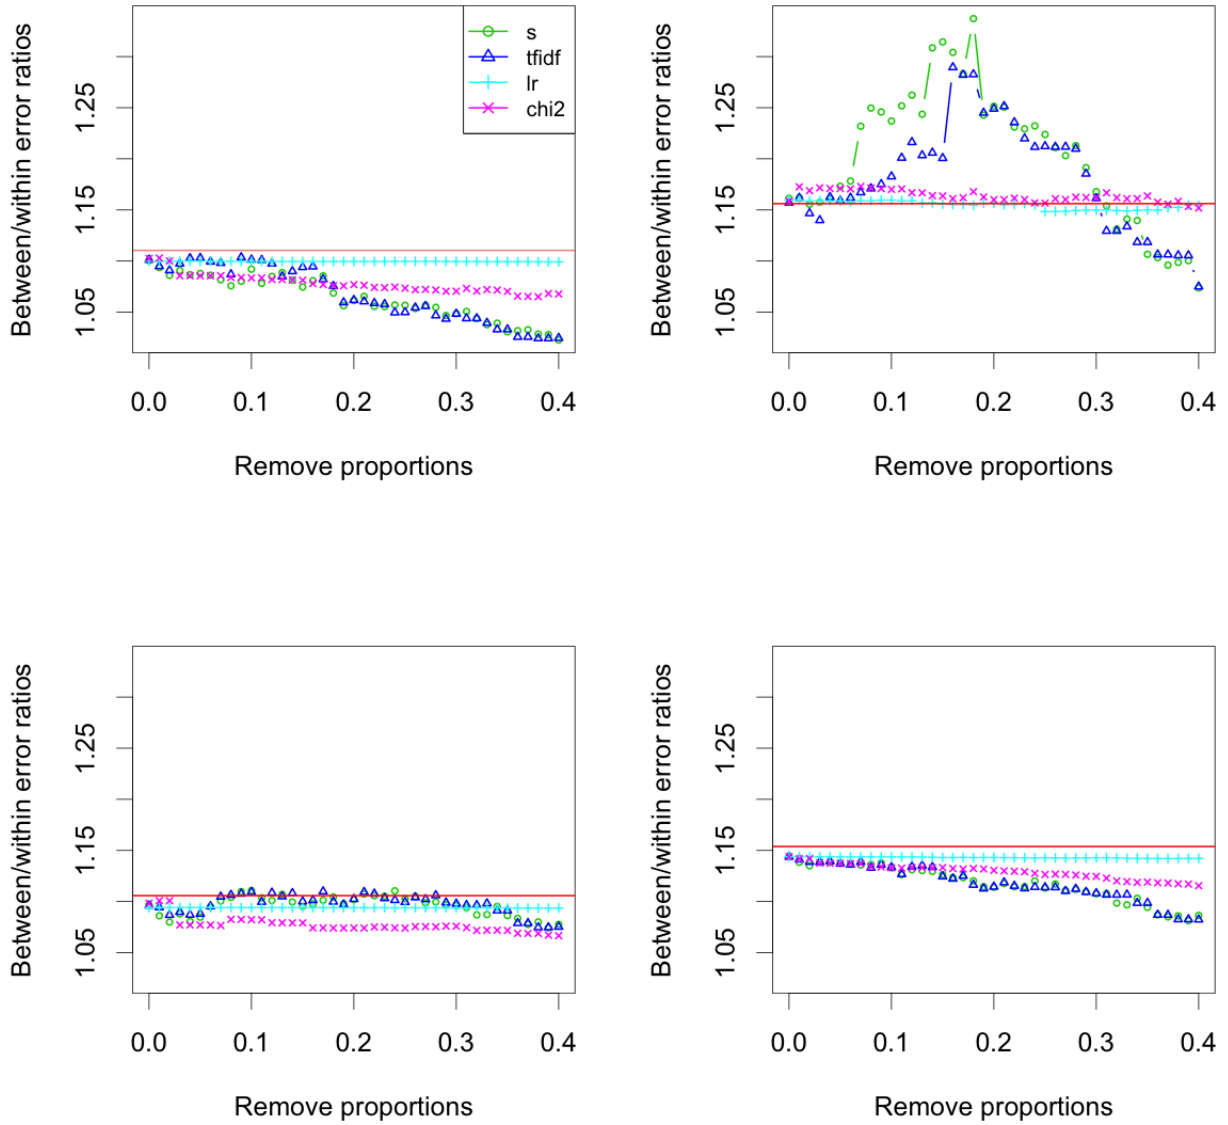 s
tfidf
lr
chi2
Between/within error ratios
1.05
1.15
1.25
0.0 0.1 0.2 0.3 0.4
Remove proportions
Between/within error ratios
1.05
1.15
1.25
0.0 0.1 0.2 0.3 0.4
Remove proportions
Between/within error ratios
1.05
1.15
1.25
0.0 0.1 0.2 0.3 0.4
Remove proportions
Between/within error ratios
1.05
1.15
1.25
0.0 0.1 0.2 0.3 0.4
Remove proportions